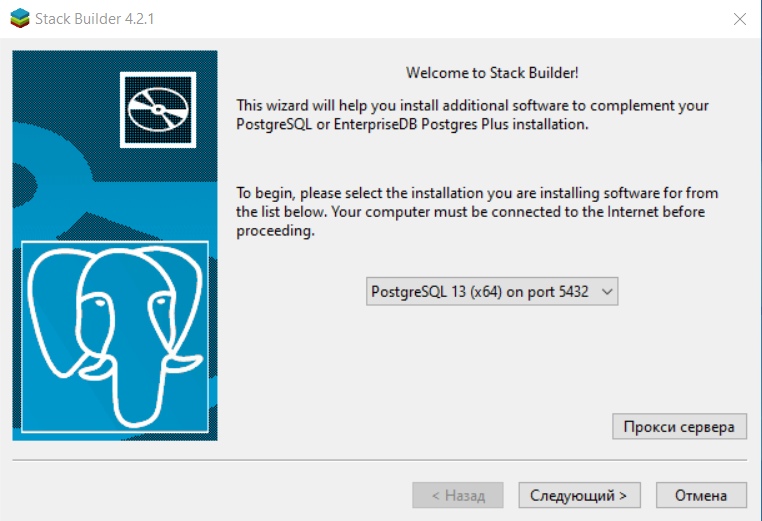 Stack Builder 4.2.1
Welcome to Stack Builder!
This wizard will help you install additional software to complement your
PostgreSQL or EnterpriseDB Postgres Plus installation.
To begin, please select the installation you are installing software for from
the list below. Your computer must be connected to the Internet before
proceeding.
PostgreSQL 13 (x64) on port 5432
Прокси сервера
< Назад
Следующий >
Отмена